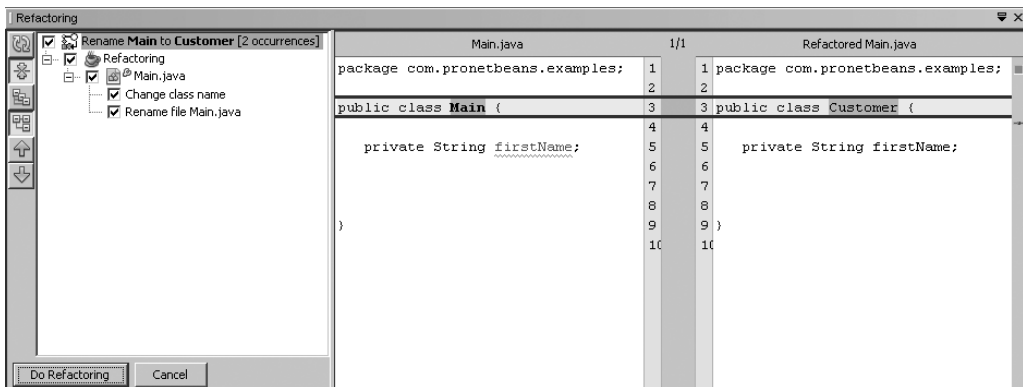 Refactoring
Rename Main to Customer [2 occurrences]
Refactoring
Main.java
Change class name
Rename file Main.java
Do Refactoring
Cancel
Main.java
1/1
Refactored Main.java
package com.pronetbeans.examples;
1
1
package com.pronetbeans.examples;
2
2
public class Main {
3
3
public class Customer {
4
4
private String firstName;
5
5
private String firstName;
6
6
7
7
8
8
}
9
9
}
10
10